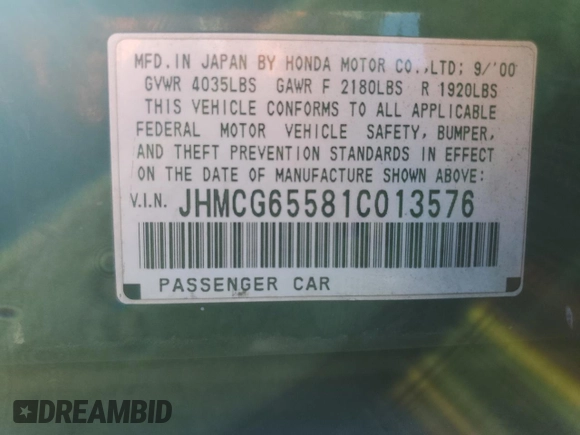 MFD. IN JAPAN BY HONDA MOTOR CO.,LTD; 9/'00
GVWR 4035LBS GAWR F 2180LBS R 1920LBS
THIS VEHICLE CONFORMS TO ALL APPLICABLE
FEDERAL MOTOR VEHICLE SAFETY, BUMPER,
AND THEFT PREVENTION STANDARDS IN EFFECT
ON THE DATE OF MANUFACTURE SHOWN ABOVE:
V.I.N. JHMCG65581C013576
PASSENGER CAR
DREAMBID